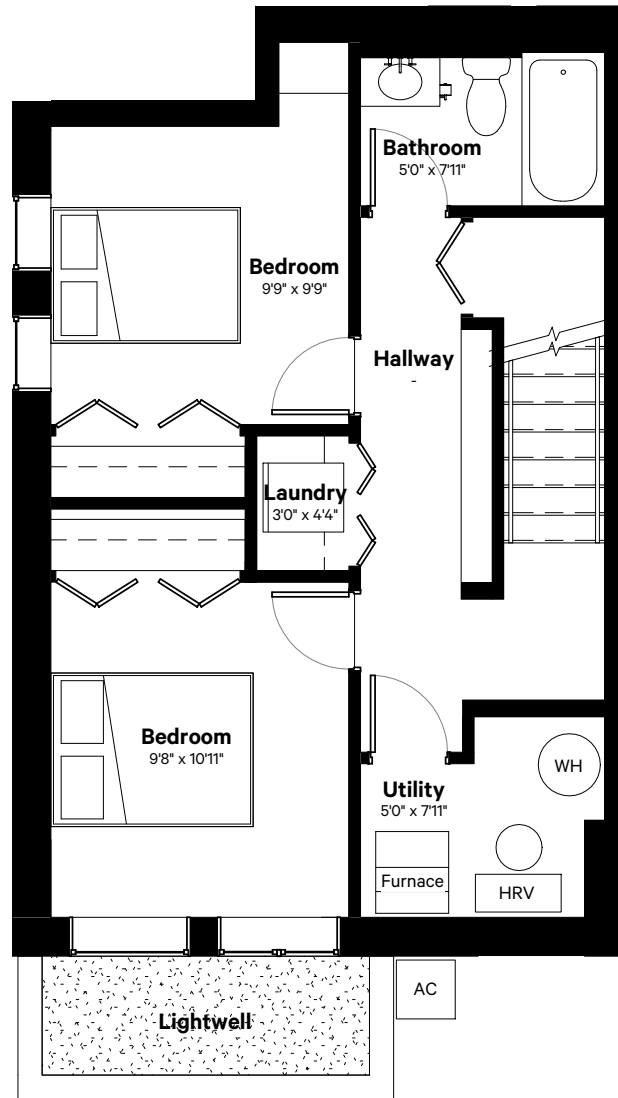 Bathroom
5'0" x 7'11"
Bedroom
9'9" x 9'9"
Hallway
-
Laundry
3'0" x 4'4"
Bedroom
9'8" x 10'11"
WH
Utility
5'0" x 7'11"
Furnace
HRV
AC
Lightwell